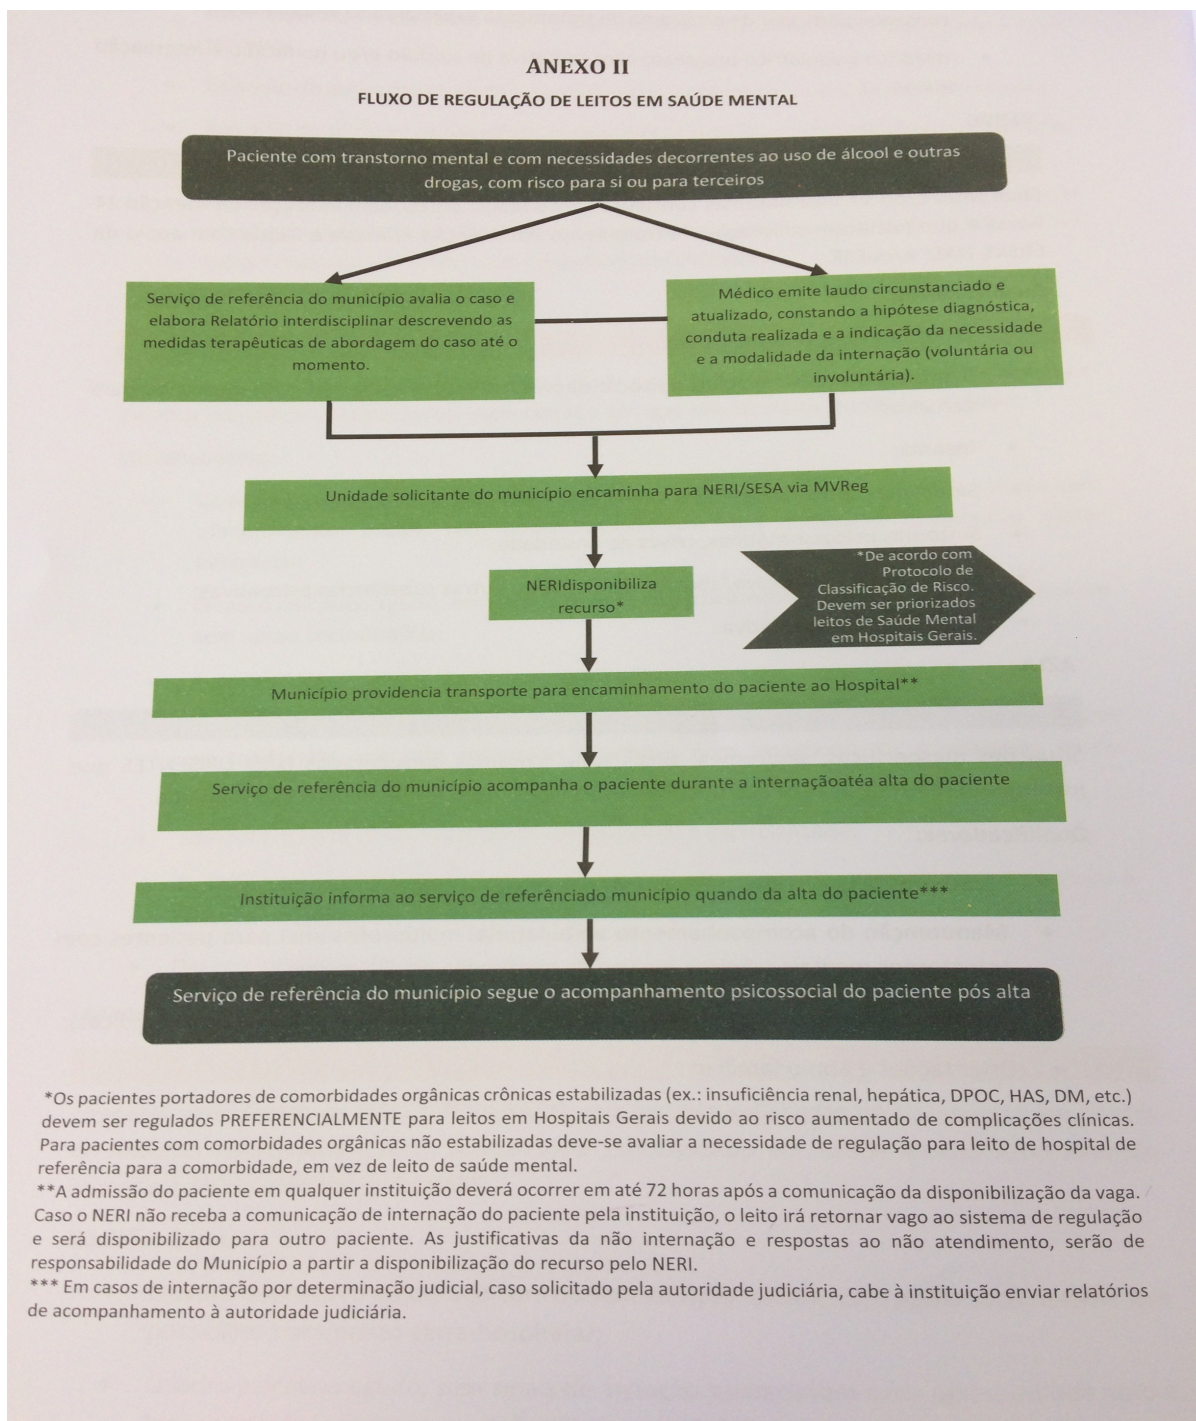 ANEXO II
FLUXO DE REGULAÇÃO DE LEITOS EM SAÚDE MENTAL
Paciente com transtorno mental e com necessidades decorrentes ao uso de álcool e outras
drogas, com risco para si ou para terceiros
Serviço de referência do município avalia o caso e
elabora Relatório interdisciplinar descrevendo as
medidas terapêuticas de abordagem do caso até o
momento.
Médico emite laudo circunstanciado e
atualizado, constando a hipótese diagnóstica,
conduta realizada e a indicação da necessidade
e a modalidade da internação (voluntária ou
involuntária).
Unidade solicitante do município encaminha para NERI/SESA via MVReg
NERIdisponibiliza
recurso*
*De acordo com
Protocolo de
Classificação de Risco.
Devem ser priorizados
leitos de Saúde Mental
em Hospitais Gerais.
Município providencia transporte para encaminhamento do paciente ao Hospital**
Serviço de referência do município acompanha o paciente durante a internaçãoatéa alta do paciente
Instituição informa ao serviço de referênciado município quando da alta do paciente***
Serviço de referência do município segue o acompanhamento psicossocial do paciente pós alta
*Os pacientes portadores de comorbidades orgânicas crônicas estabilizadas (ex.: insuficiência renal, hepática, DPOC, HAS, DM, etc.)
devem ser regulados PREFERENCIALMENTE para leitos em Hospitais Gerais devido ao risco aumentado de complicações clínicas.
Para pacientes com comorbidades orgânicas não estabilizadas deve-se avaliar a necessidade de regulação para leito de hospital de
referência para a comorbidade, em vez de leito de saúde mental.
**A admissão do paciente em qualquer instituição deverá ocorrer em até 72 horas após a comunicação da disponibilização da vaga.
Caso o NERI não receba a comunicação de internação do paciente pela instituição, o leito irá retornar vago ao sistema de regulação
e será disponibilizado para outro paciente. As justificativas da não internação e respostas ao não atendimento, serão de
responsabilidade do Município a partir a disponibilização do recurso pelo NERI.
*** Em casos de internação por determinação judicial, caso solicitado pela autoridade judiciária, cabe à instituição enviar relatórios
de acompanhamento à autoridade judiciária.